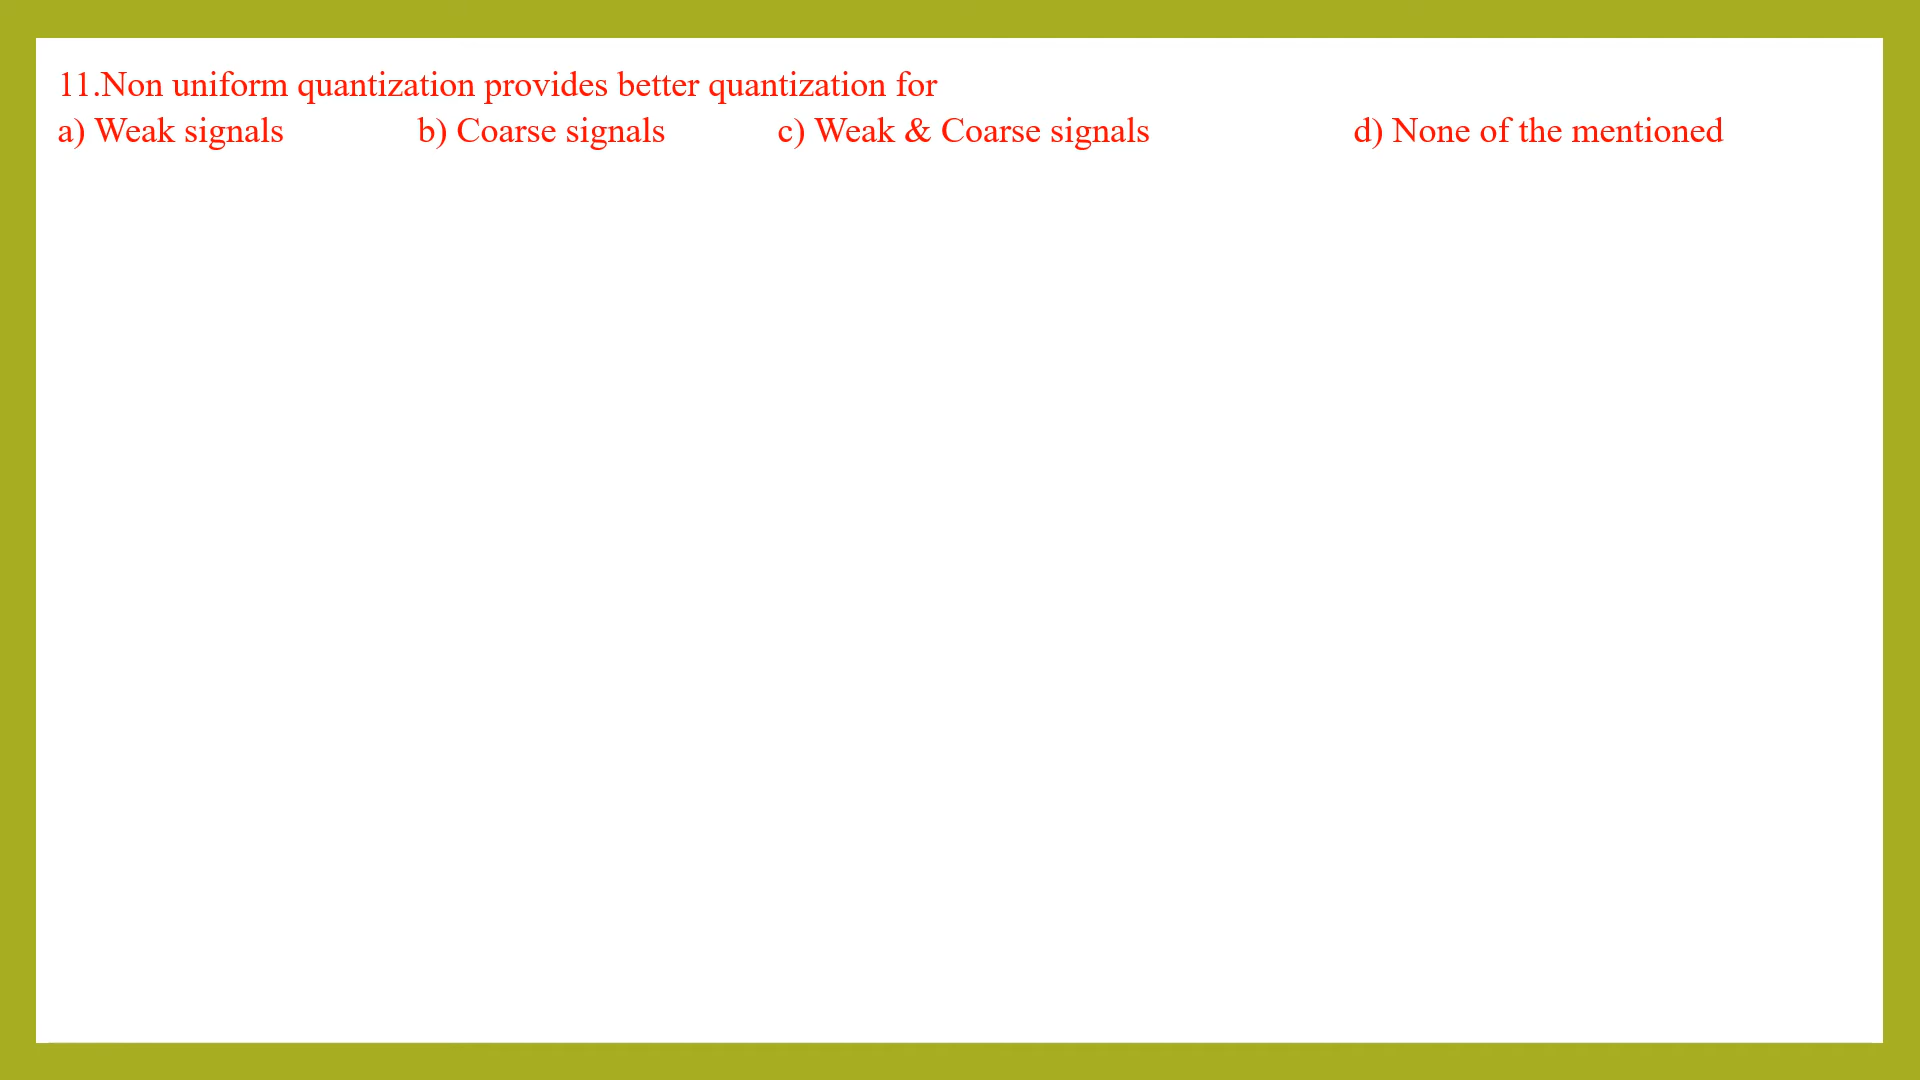 11.Non uniform quantization provides better quantization for
a) Weak signals b) Coarse signals c) Weak & Coarse signals d) None of the mentioned